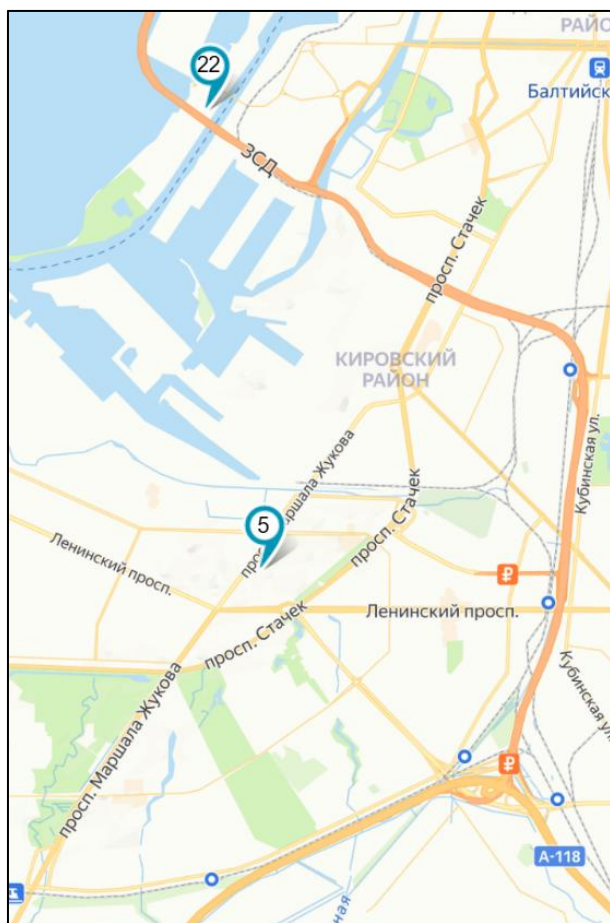 РАЙО
22
Балтийск
ЗСД
просп. Стачек
КИРОВСКИЙ
РАЙОН
Кубинская ул.
просп. Маршала Жукова
просп. Стачек
5
Ленинский просп.
₽
Ленинский просп.
просп. Стачек
Кубинская ул.
просп. Маршала Жукова
₽
А-118